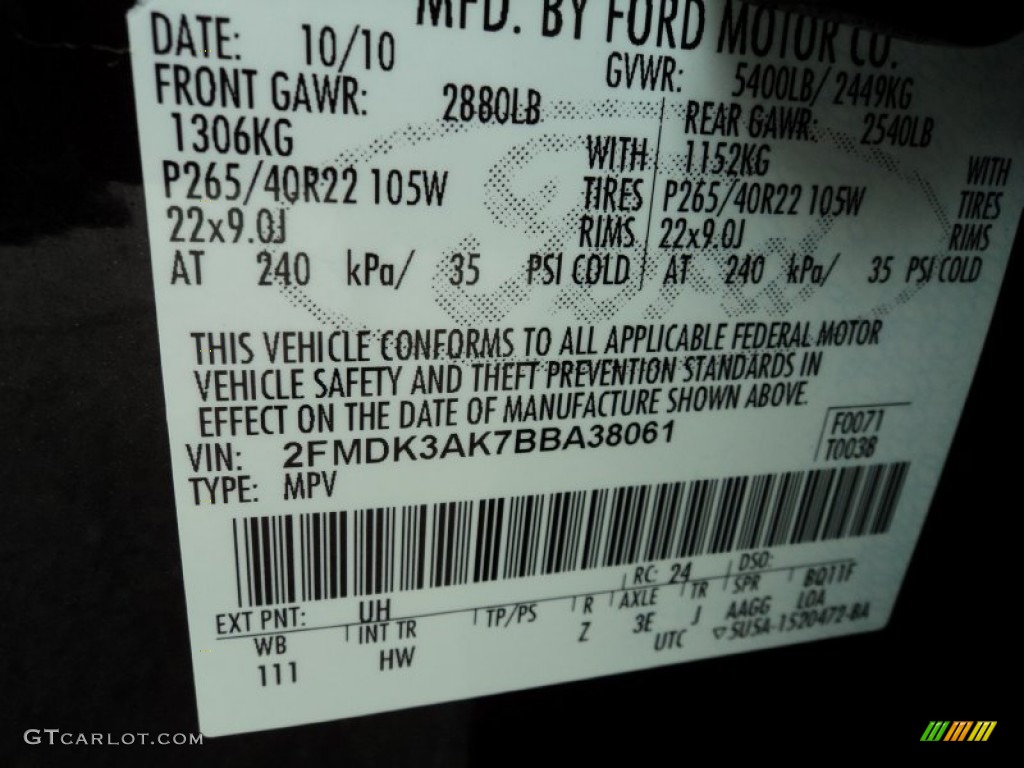 MFD. BY FORD MOTOR CO.
DATE: 10/10 GVWR: 5400LB/ 2449KG
FRONT GAWR: 2880LB REAR GAWR: 2540LB
1306KG WITH 1152KG WITH
P265/40R22 105W TIRES P265/40R22 105W TIRES
22x9.0J RIMS 22x9.0J RIMS
AT 240 kPa/ 35 PSI COLD AT 240 kPa/ 35 PSI COLD
THIS VEHICLE CONFORMS TO ALL APPLICABLE FEDERAL MOTOR
VEHICLE SAFETY AND THEFT PREVENTION STANDARDS IN
EFFECT ON THE DATE OF MANUFACTURE SHOWN ABOVE.
VIN: 2FMDK3AK7BBA38061 F0071
TYPE: MPV T0038
EXT PNT: UH RC: 24 DSO:
WB INT TR TP/PS R AXLE TR SPR BQ11F
111 HW Z 3E J AAGG LOA
UTC ▽5USA-1520472-BA
GTCARLOT.COM